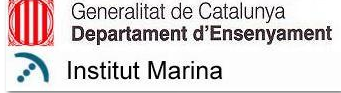 Generalitat de Catalunya
Departament d'Ensenyament
Institut Marina